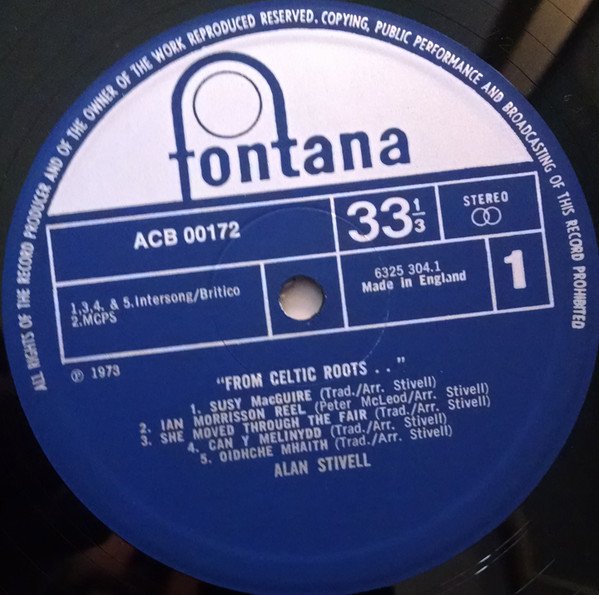 ALL RIGHTS OF THE RECORD PRODUCER AND OF THE OWNER OF THE WORK REPRODUCED RESERVED. COPYING, PUBLIC PERFORMANCE AND BROADCASTING OF THIS RECORD PROHIBITED
fontana
ACB 00172
33 1/3
STEREO
1,3,4. & 5.Intersong/Britico
2.MCPS
6325 304.1
Made in England
1
℗ 1973
"FROM CELTIC ROOTS . ."
1. SUSY MacGUIRE (Trad./Arr. Stivell)
2. IAN MORRISSON REEL (Peter McLeod/Arr. Stivell)
3. SHE MOVED THROUGH THE FAIR (Trad./Arr. Stivell)
4. CAN Y MELINYDD (Trad./Arr. Stivell)
5. OIDHCHE MHAITH (Trad./Arr. Stivell)
ALAN STIVELL